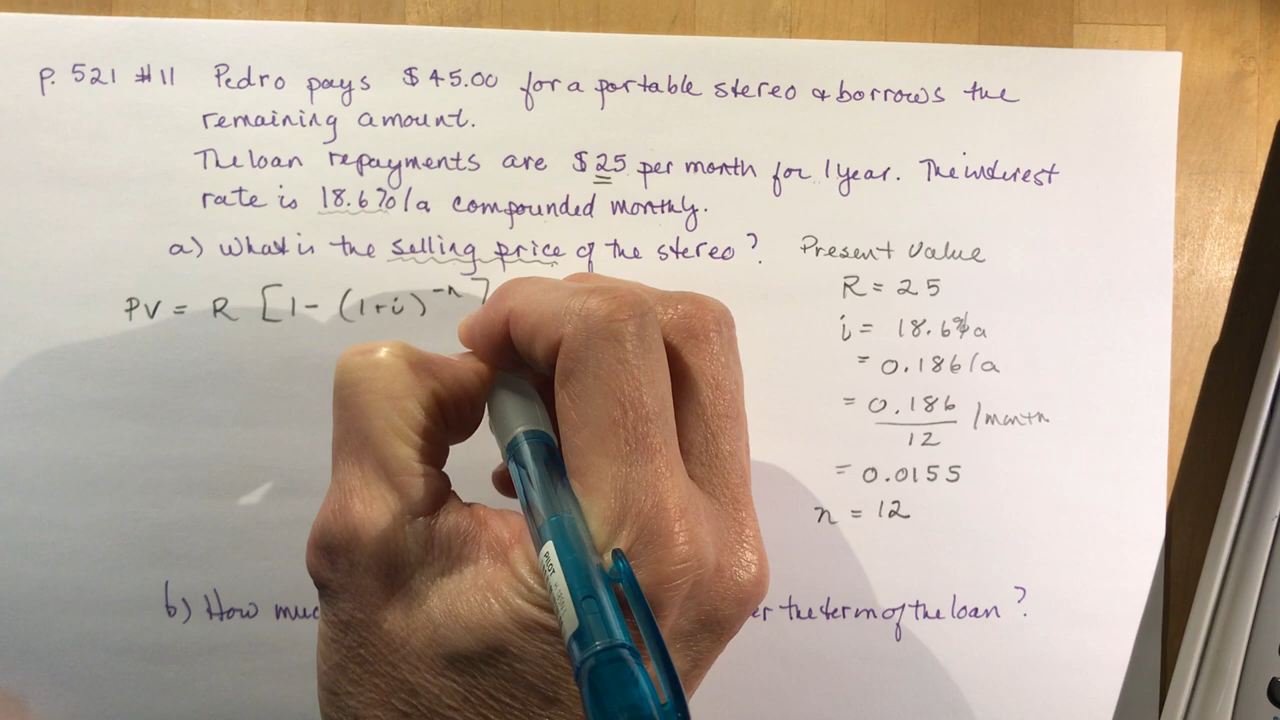 p. 521 #11 Pedro pays $45.00 for a portable stereo & borrows the
remaining amount.
The loan repayments are $25 per month for 1 year. The interest
rate is 18.6%/a compounded monthly.
a) What is the selling price of the stereo?
PV = R [1- (1+i)^-n]
Present Value
R = 25
i = 18.6%/a
= 0.186/a
= 0.186/12 /month
= 0.0155
n = 12
b) How muc er the term of the loan?
PILOT